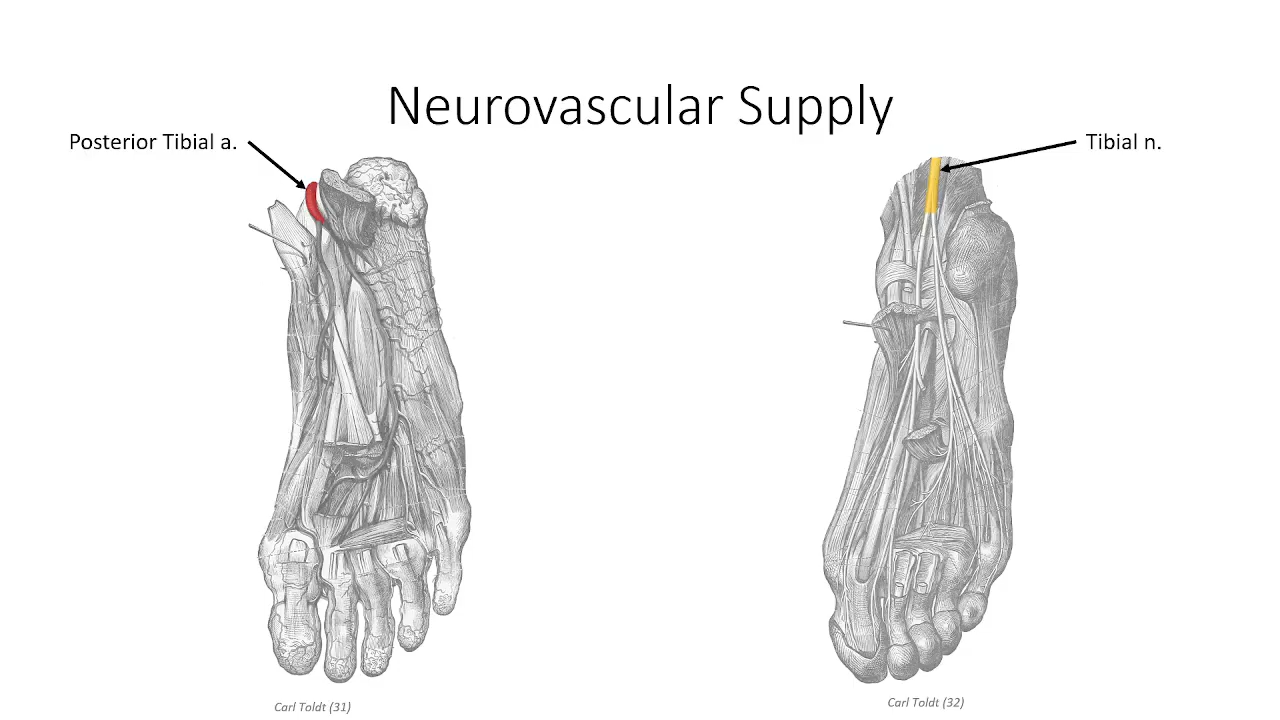 Neurovascular Supply
Posterior Tibial a.
Tibial n.
Carl Toldt (31)
Carl Toldt (32)